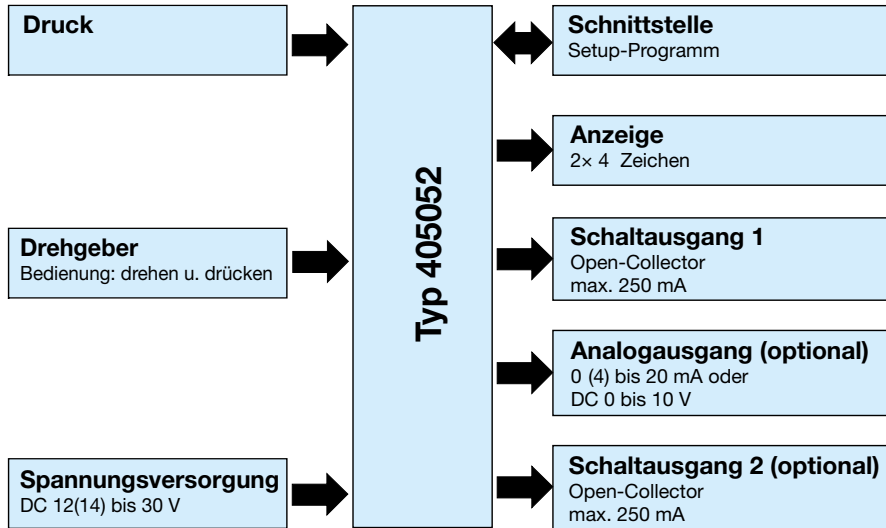 Druck
Drehgeber
Bedienung: drehen u. drücken
Spannungsversorgung
DC 12(14) bis 30 V
Typ 405052
Schnittstelle
Setup-Programm
Anzeige
2× 4 Zeichen
Schaltausgang 1
Open-Collector
max. 250 mA
Analogausgang (optional)
0 (4) bis 20 mA oder
DC 0 bis 10 V
Schaltausgang 2 (optional)
Open-Collector
max. 250 mA